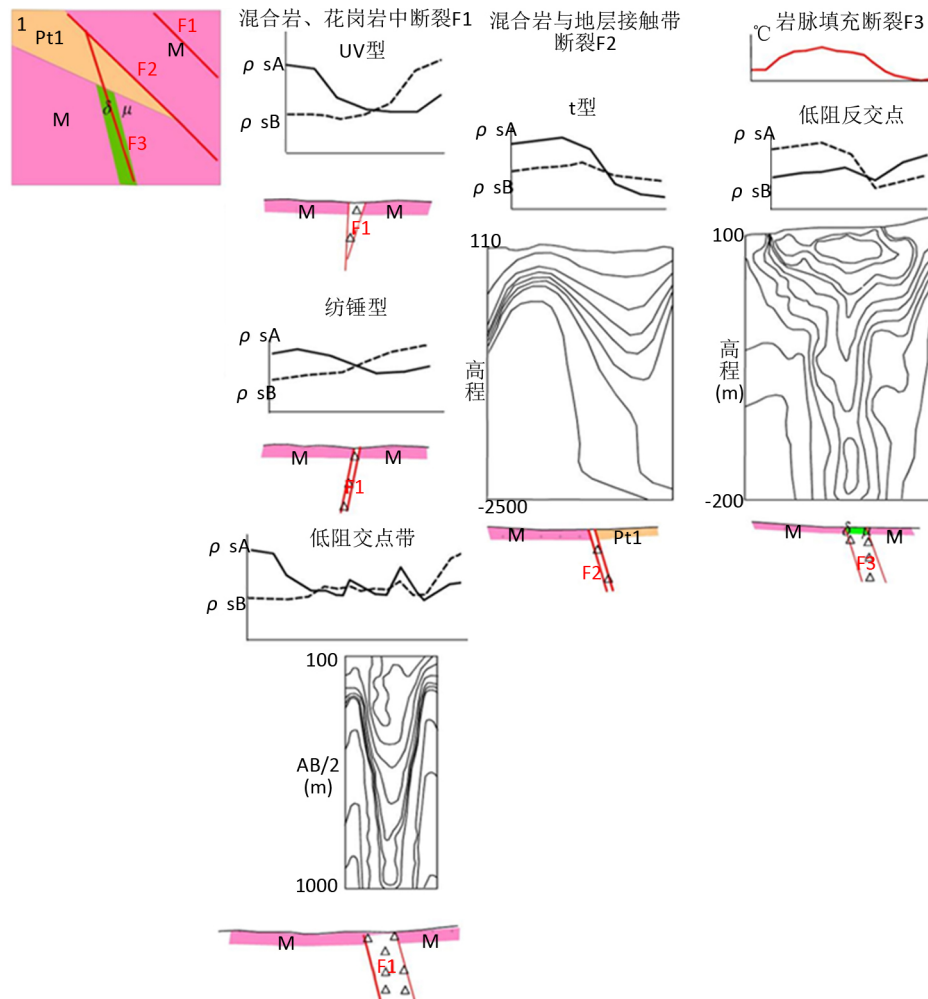 1
Pt1
F1
M
F2
M
δ μ
F3
混合岩、花岗岩中断裂F1
UV型
ρ sA
ρ sB
M
M
F1
纺锤型
ρ sA
ρ sB
M
M
F1
低阻交点带
ρ sA
ρ sB
100
AB/2
(m)
1000
M
M
F1
混合岩与地层接触带
断裂F2
t型
ρ sA
ρ sB
110
高
程
-2500
M
Pt1
F2
岩脉填充断裂F3
℃
低阻反交点
ρ sA
ρ sB
100
高
程
(m)
-200
M
δ μ
M
F3